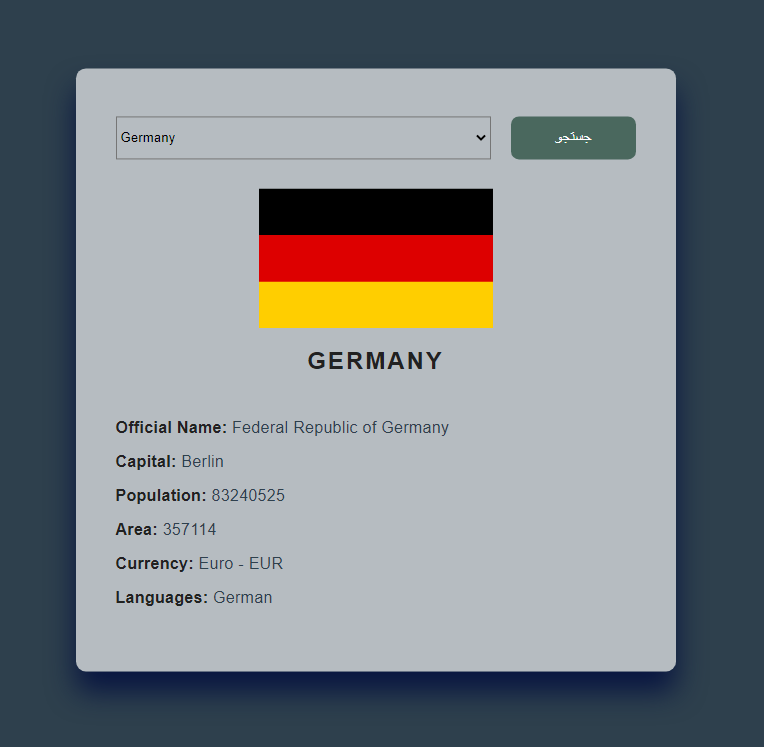 Germany
جستجو
GERMANY
Official Name: Federal Republic of Germany
Capital: Berlin
Population: 83240525
Area: 357114
Currency: Euro - EUR
Languages: German